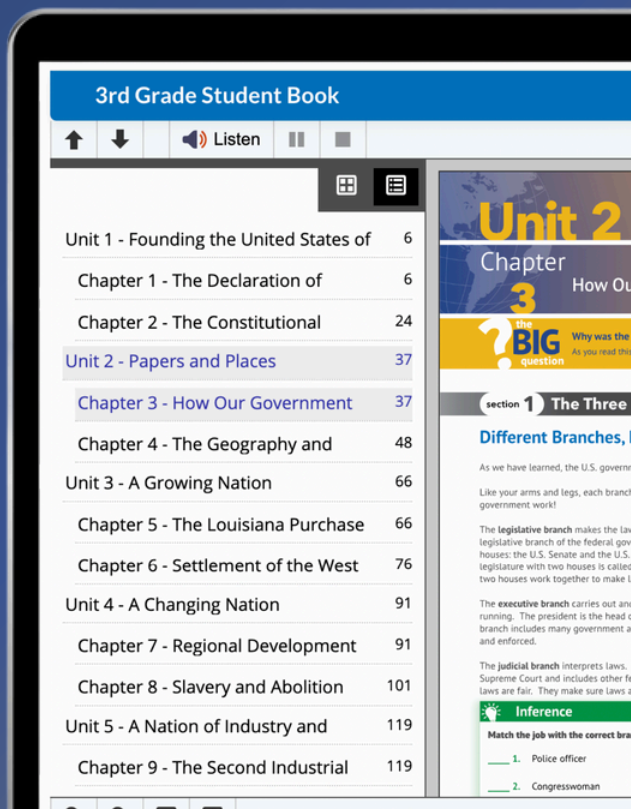 3rd Grade Student Book
Listen
Unit 1 - Founding the United States of 6
Chapter 1 - The Declaration of 6
Chapter 2 - The Constitutional 24
Unit 2 - Papers and Places 37
Chapter 3 - How Our Government 37
Chapter 4 - The Geography and 48
Unit 3 - A Growing Nation 66
Chapter 5 - The Louisiana Purchase 66
Chapter 6 - Settlement of the West 76
Unit 4 - A Changing Nation 91
Chapter 7 - Regional Development 91
Chapter 8 - Slavery and Abolition 101
Unit 5 - A Nation of Industry and 119
Chapter 9 - The Second Industrial 119
Unit 2
Chapter
3
How Ou
the
BIG
question
Why was the
As you read this
section 1 The Three
Different Branches,
As we have learned, the U.S. governm
Like your arms and legs, each branch
government work!
The legislative branch makes the law
legislative branch of the federal gov
houses: the U.S. Senate and the U.S.
legislature with two houses is called
two houses work together to make l
The executive branch carries out and
running. The president is the head o
branch includes many government a
and enforced.
The judicial branch interprets laws.
Supreme Court and includes other fe
laws are fair. They make sure laws a
Inference
Match the job with the correct bra
1. Police officer
2. Congresswoman